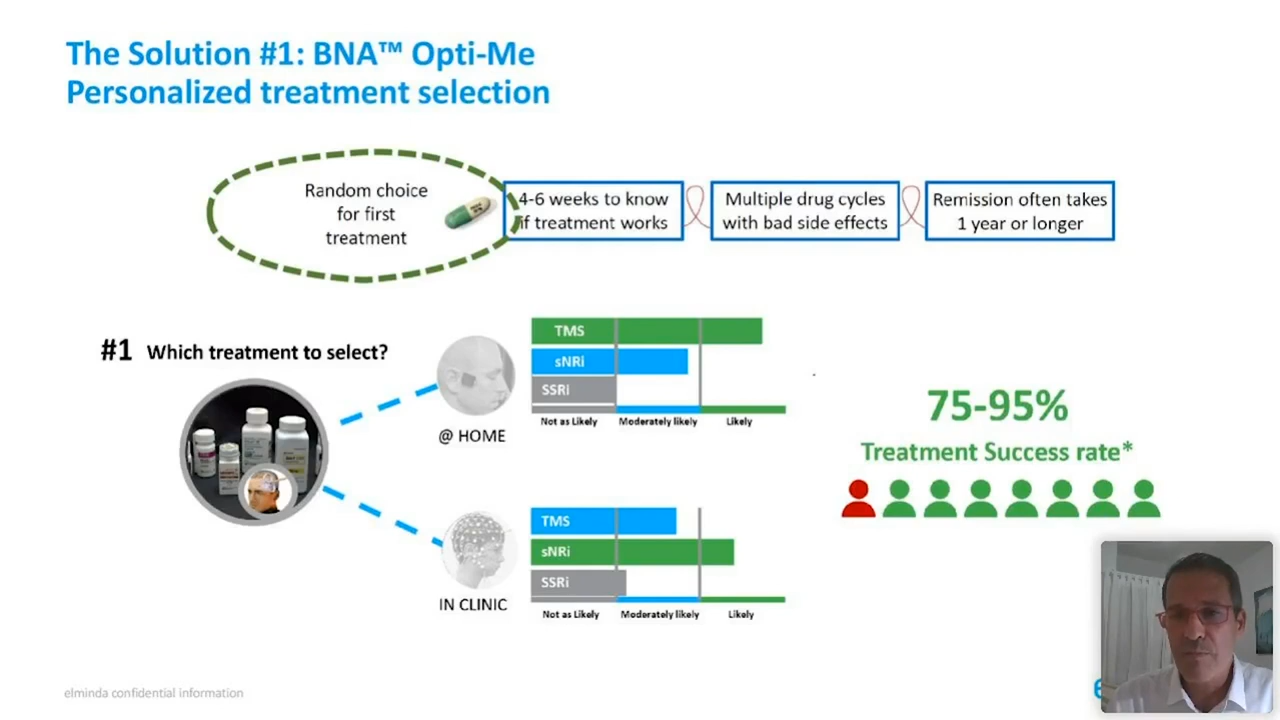 The Solution #1: BNA™ Opti-Me
Personalized treatment selection
Random choice
for first
treatment
4-6 weeks to know
if treatment works
Multiple drug cycles
with bad side effects
Remission often takes
1 year or longer
#1 Which treatment to select?
@ HOME
TMS
sNRi
SSRi
Not as Likely
Moderately likely
Likely
IN CLINIC
TMS
sNRi
SSRi
Not as Likely
Moderately likely
Likely
75-95%
Treatment Success rate*
elminda confidential information